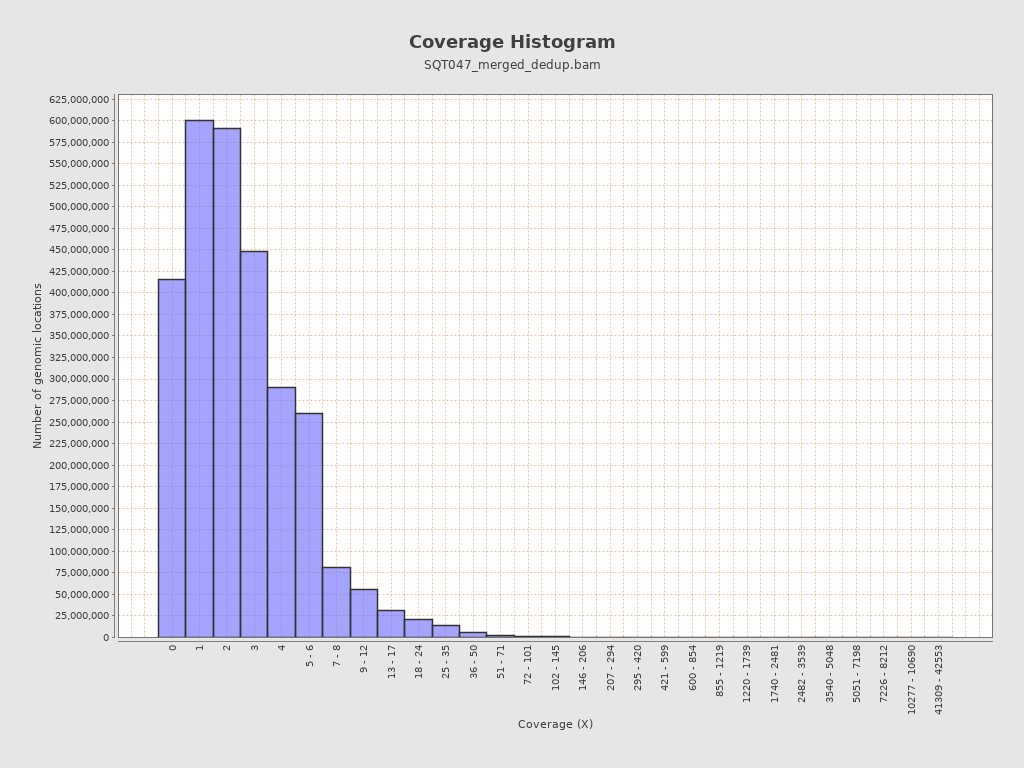 Coverage Histogram
SQT047_merged_dedup.bam
625,000,000
600,000,000
575,000,000
550,000,000
525,000,000
500,000,000
475,000,000
450,000,000
425,000,000
400,000,000
375,000,000
350,000,000
325,000,000
300,000,000
275,000,000
250,000,000
225,000,000
200,000,000
175,000,000
150,000,000
125,000,000
100,000,000
75,000,000
50,000,000
25,000,000
0
Number of genomic locations
0
1
2
3
4
5 - 6
7 - 8
9 - 12
13 - 17
18 - 24
25 - 35
36 - 50
51 - 71
72 - 101
102 - 145
146 - 206
207 - 294
295 - 420
421 - 599
600 - 854
855 - 1219
1220 - 1739
1740 - 2481
2482 - 3539
3540 - 5048
5051 - 7198
7226 - 8212
10277 - 10690
41309 - 42553
Coverage (X)